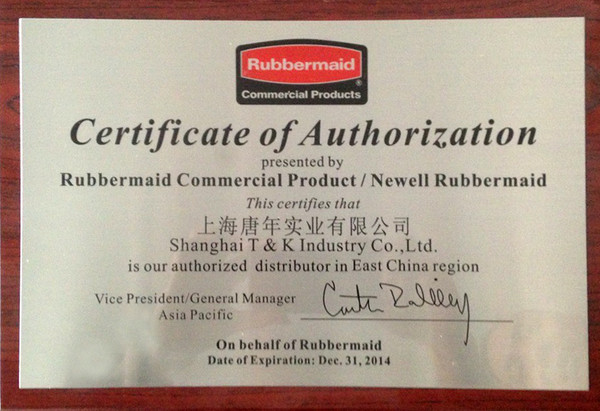 Rubbermaid
®
Commercial Products
Certificate of Authorization
presented by
Rubbermaid Commercial Product / Newell Rubbermaid
This certifies that
上海唐年实业有限公司
Shanghai T & K Industry Co.,Ltd.
is our authorized distributor in East China region
Vice President/General Manager
Asia Pacific
On behalf of Rubbermaid
Date of Expiration: Dec. 31, 2014